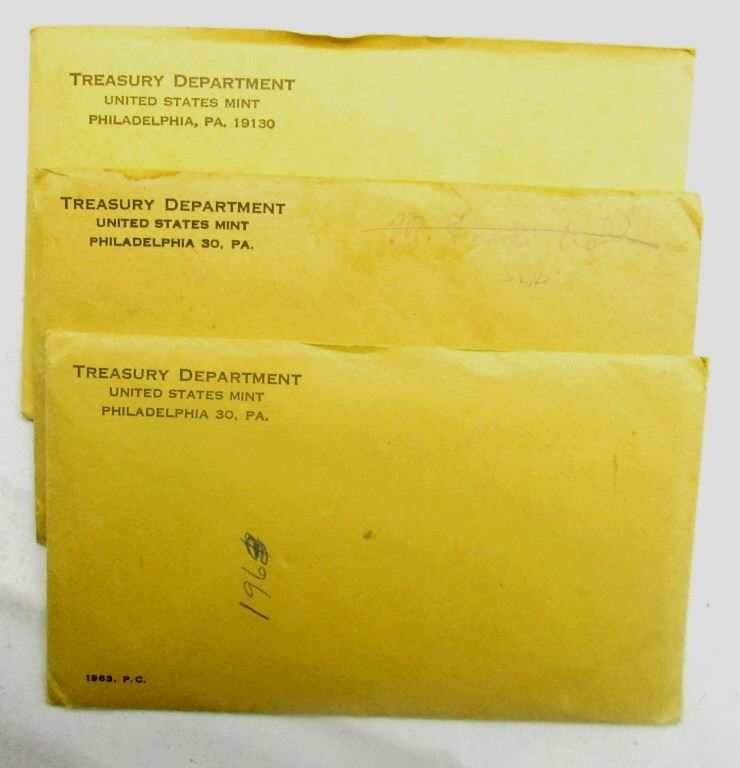 TREASURY DEPARTMENT
UNITED STATES MINT
PHILADELPHIA, PA. 19130
TREASURY DEPARTMENT
UNITED STATES MINT
PHILADELPHIA 30, PA.
TREASURY DEPARTMENT
UNITED STATES MINT
PHILADELPHIA 30, PA.
196
1963, P.C.